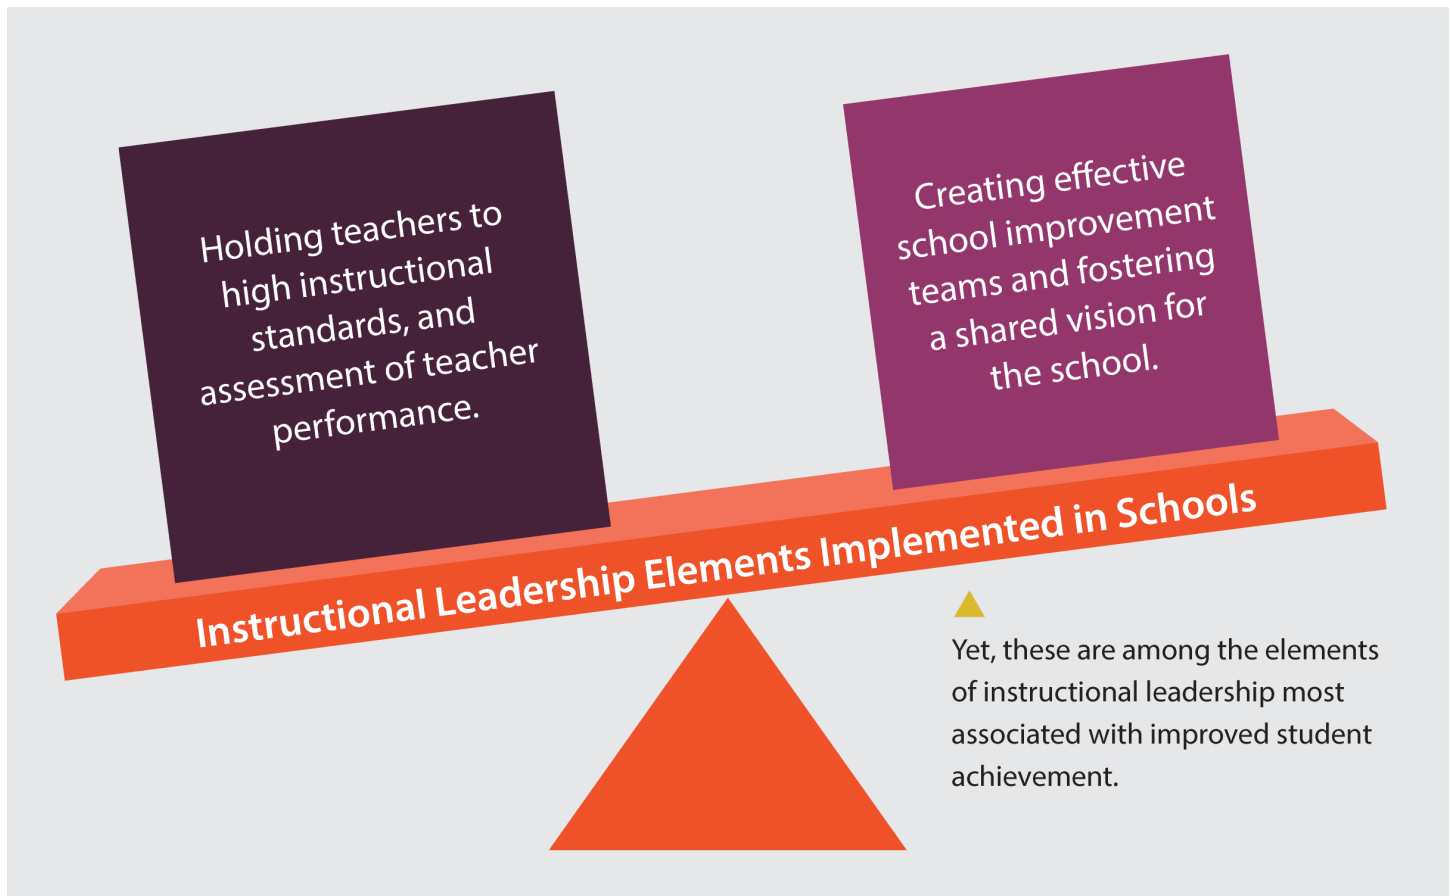 Holding teachers to
high instructional
standards, and
assessment of teacher
performance.
Creating effective
school improvement
teams and fostering
a shared vision for
the school.
Instructional Leadership Elements Implemented in Schools
Yet, these are among the elements
of instructional leadership most
associated with improved student
achievement.